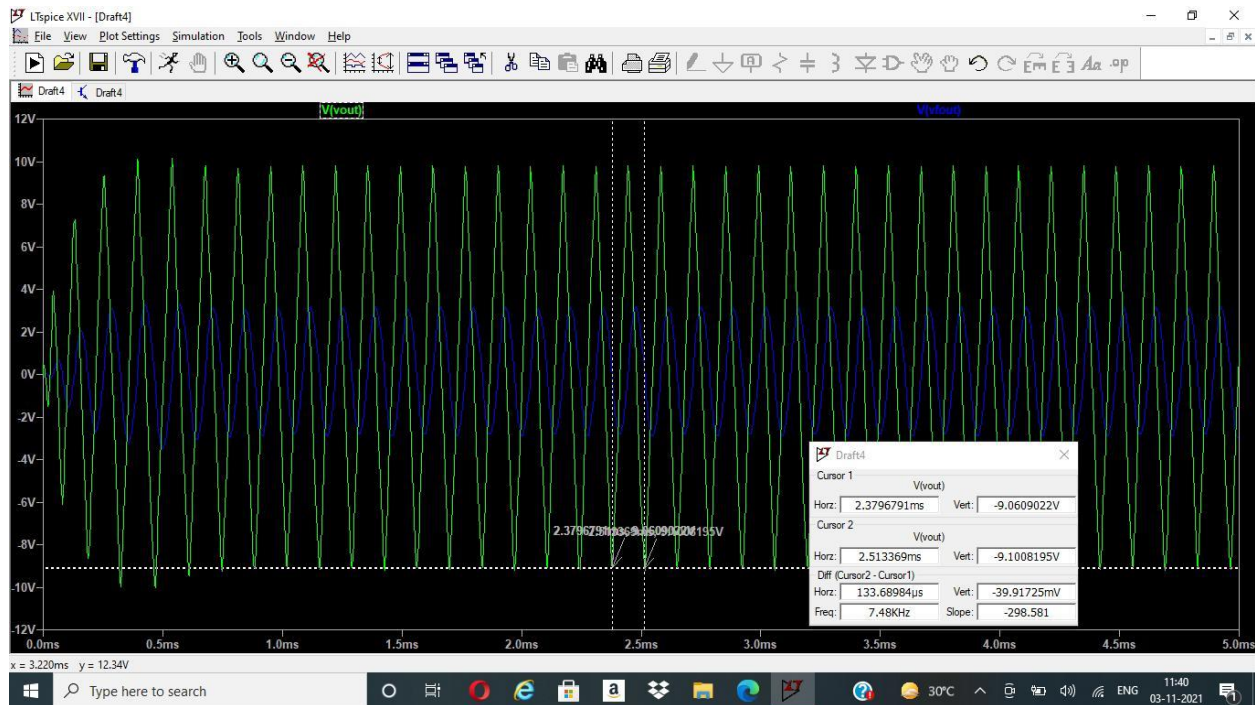 LTspice XVII - [Draft4]
File View Plot Settings Simulation Tools Window Help
Draft4 Draft4
V(vout)
12V
10V
8V
6V
4V
2V
0V
-2V
-4V
-6V
-8V
-10V
-12V
0.0ms 0.5ms 1.0ms 1.5ms 2.0ms 2.5ms 3.0ms 3.5ms 4.0ms 4.5ms 5.0ms
Draft4
Cursor 1
V(vout)
Horz: 2.3796791ms Vert: -9.0609022V
Cursor 2
V(vout)
Horz: 2.513369ms Vert: -9.1008195V
Diff (Cursor2 - Cursor1)
Horz: 133.68984µs Vert: -39.91725mV
Freq: 7.48KHz Slope: -298.581
x = 3.220ms y = 12.34V
Type here to search
30°C ENG 11:40
03-11-2021